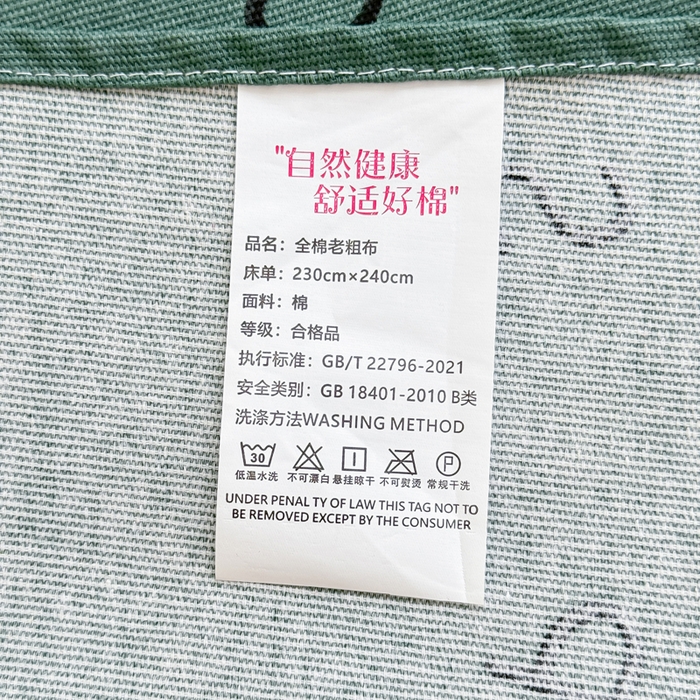 "自然健康
舒适好棉"
品名：全棉老粗布
床单：230cm×240cm
面料：棉
等级：合格品
执行标准：GB/T 22796-2021
安全类别：GB 18401-2010 B类
洗涤方法WASHING METHOD
30 P
低温水洗 不可漂白 悬挂晾干 不可熨烫 常规干洗
UNDER PENAL TY OF LAW THIS TAG NOT TO
BE REMOVED EXCEPT BY THE CONSUMER